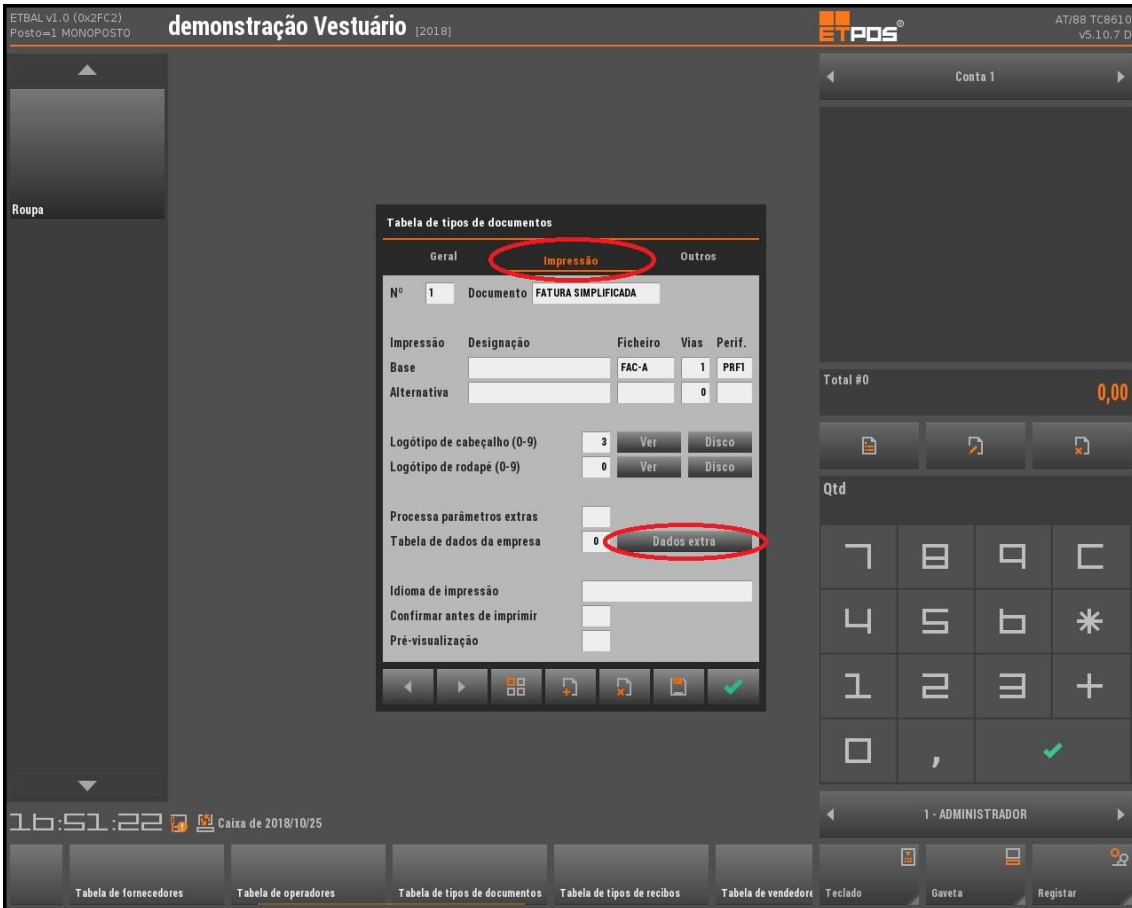 ETBAL v1.0 (0x2FC2)
Posto=1 MONOPOSTO
demonstração Vestuário [2018]
ETPOS®
AT/88 TC8610
v5.10.7 D
Conta 1
Roupa
Tabela de tipos de documentos
Geral Impressão Outros
Nº 1 Documento FATURA SIMPLIFICADA
Impressão Designação Ficheiro Vias Perif.
Base FAC-A 1 PRF1
Alternativa 0
Logótipo de cabeçalho (0-9) 3 Ver Disco
Logótipo de rodapé (0-9) 0 Ver Disco
Processa parâmetros extras
Tabela de dados da empresa 0 Dados extra
Idioma de impressão
Confirmar antes de imprimir
Pré-visualização
Total #0
0,00
Qtd
7 8 9 C
4 5 6 *
1 2 3 +
0 ,
1 - ADMINISTRADOR
16:51:22 Caixa de 2018/10/25
Tabela de fornecedores Tabela de operadores Tabela de tipos de documentos Tabela de tipos de recibos Tabela de vendedore
Teclado Gaveta Registar